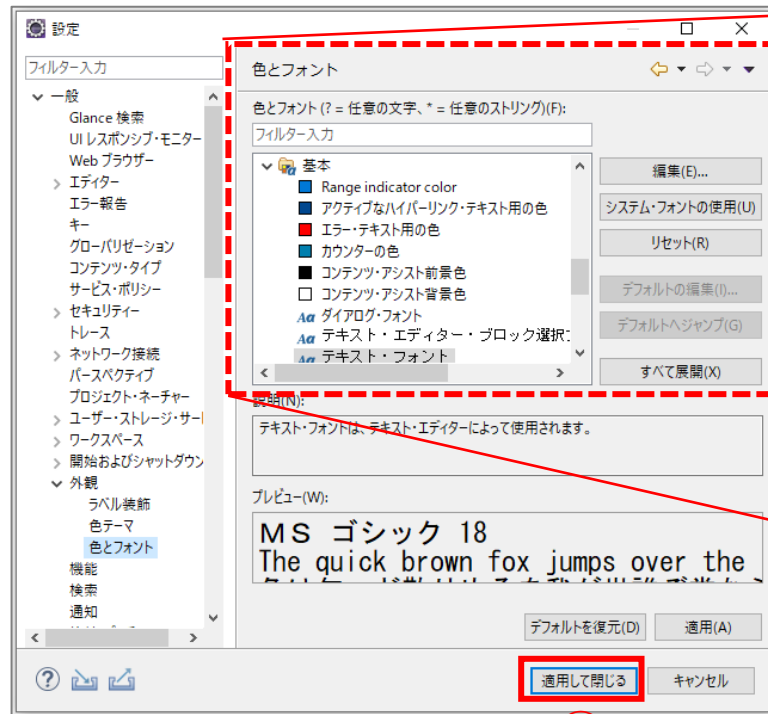 設定
フィルター入力
一般
Glance 検索
UI レスポンシブ・モニター
Web ブラウザー
エディター
エラー報告
キー
グローバリゼーション
コンテンツ・タイプ
サービス・ポリシー
セキュリティー
トレース
ネットワーク接続
パースペクティブ
プロジェクト・ネーチャー
ユーザー・ストレージ・サー
ワークスペース
開始およびシャットダウン
外観
ラベル装飾
色テーマ
色とフォント
機能
検索
通知
色とフォント
色とフォント (? = 任意の文字、* = 任意のストリング)(F):
フィルター入力
基本
Range indicator color
アクティブなハイパーリンク・テキスト用の色
エラー・テキスト用の色
カウンターの色
コンテンツ・アシスト前景色
コンテンツ・アシスト背景色
Aa ダイアログ・フォント
Aa テキスト・エディター・ブロック選択
Aa テキスト・フォント
編集(E)...
システム・フォントの使用(U)
リセット(R)
デフォルトの編集(I)...
デフォルトへジャンプ(G)
すべて展開(X)
説明(N):
テキスト・フォントは、テキスト・エディターによって使用されます。
プレビュー(W):
ＭＳ ゴシック 18
The quick brown fox jumps over the
デフォルトを復元(D)
適用(A)
適用して閉じる
キャンセル